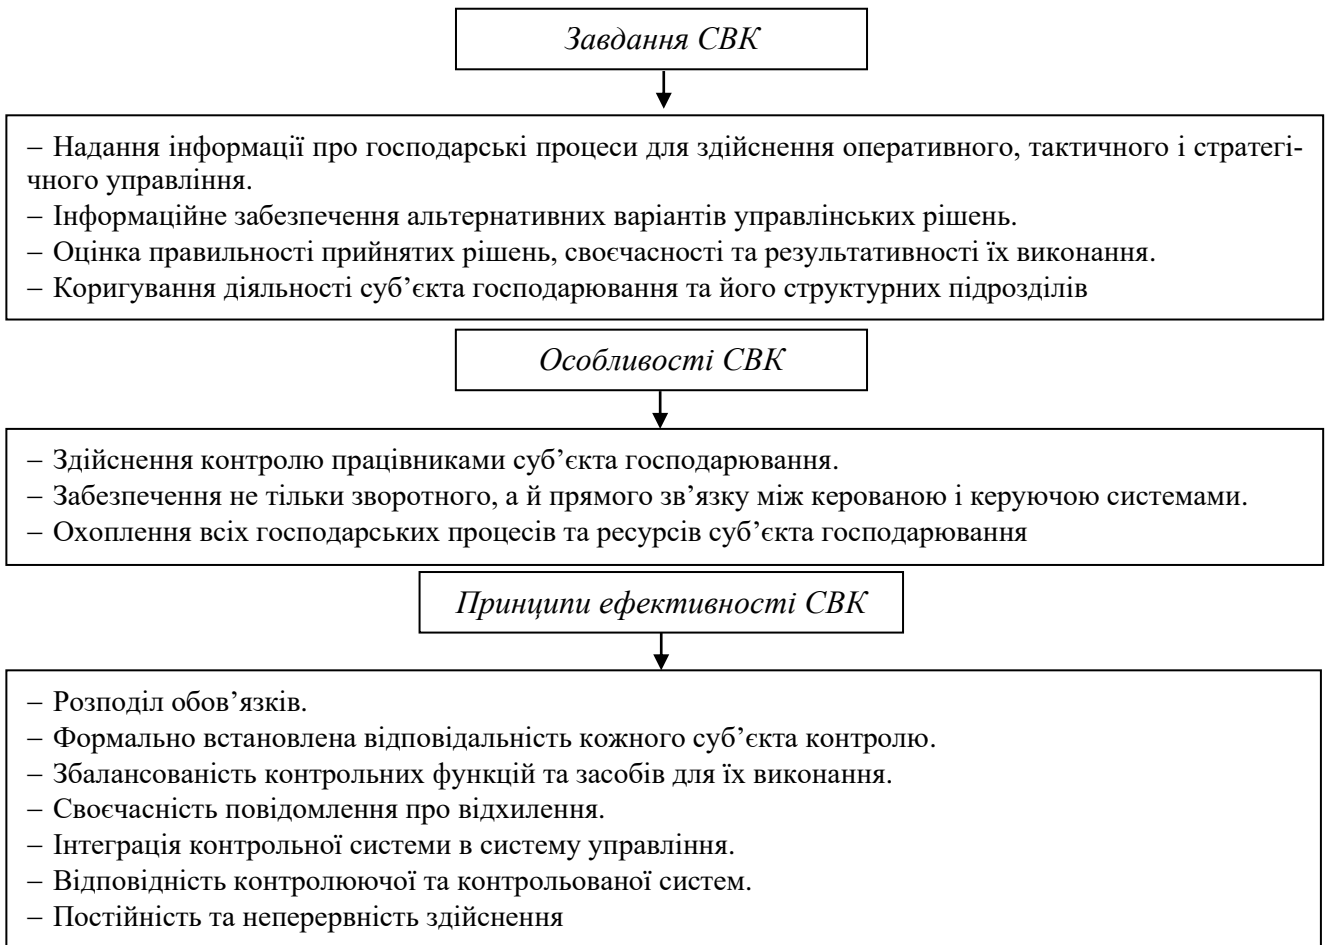 Завдання СВК
– Надання інформації про господарські процеси для здійснення оперативного, тактичного і стратегі-
чного управління.
– Інформаційне забезпечення альтернативних варіантів управлінських рішень.
– Оцінка правильності прийнятих рішень, своєчасності та результативності їх виконання.
– Коригування діяльності суб’єкта господарювання та його структурних підрозділів
Особливості СВК
– Здійснення контролю працівниками суб’єкта господарювання.
– Забезпечення не тільки зворотного, а й прямого зв’язку між керованою і керуючою системами.
– Охоплення всіх господарських процесів та ресурсів суб’єкта господарювання
Принципи ефективності СВК
– Розподіл обов’язків.
– Формально встановлена відповідальність кожного суб’єкта контролю.
– Збалансованість контрольних функцій та засобів для їх виконання.
– Своєчасність повідомлення про відхилення.
– Інтеграція контрольної системи в систему управління.
– Відповідність контролюючої та контрольованої систем.
– Постійність та неперервність здійснення